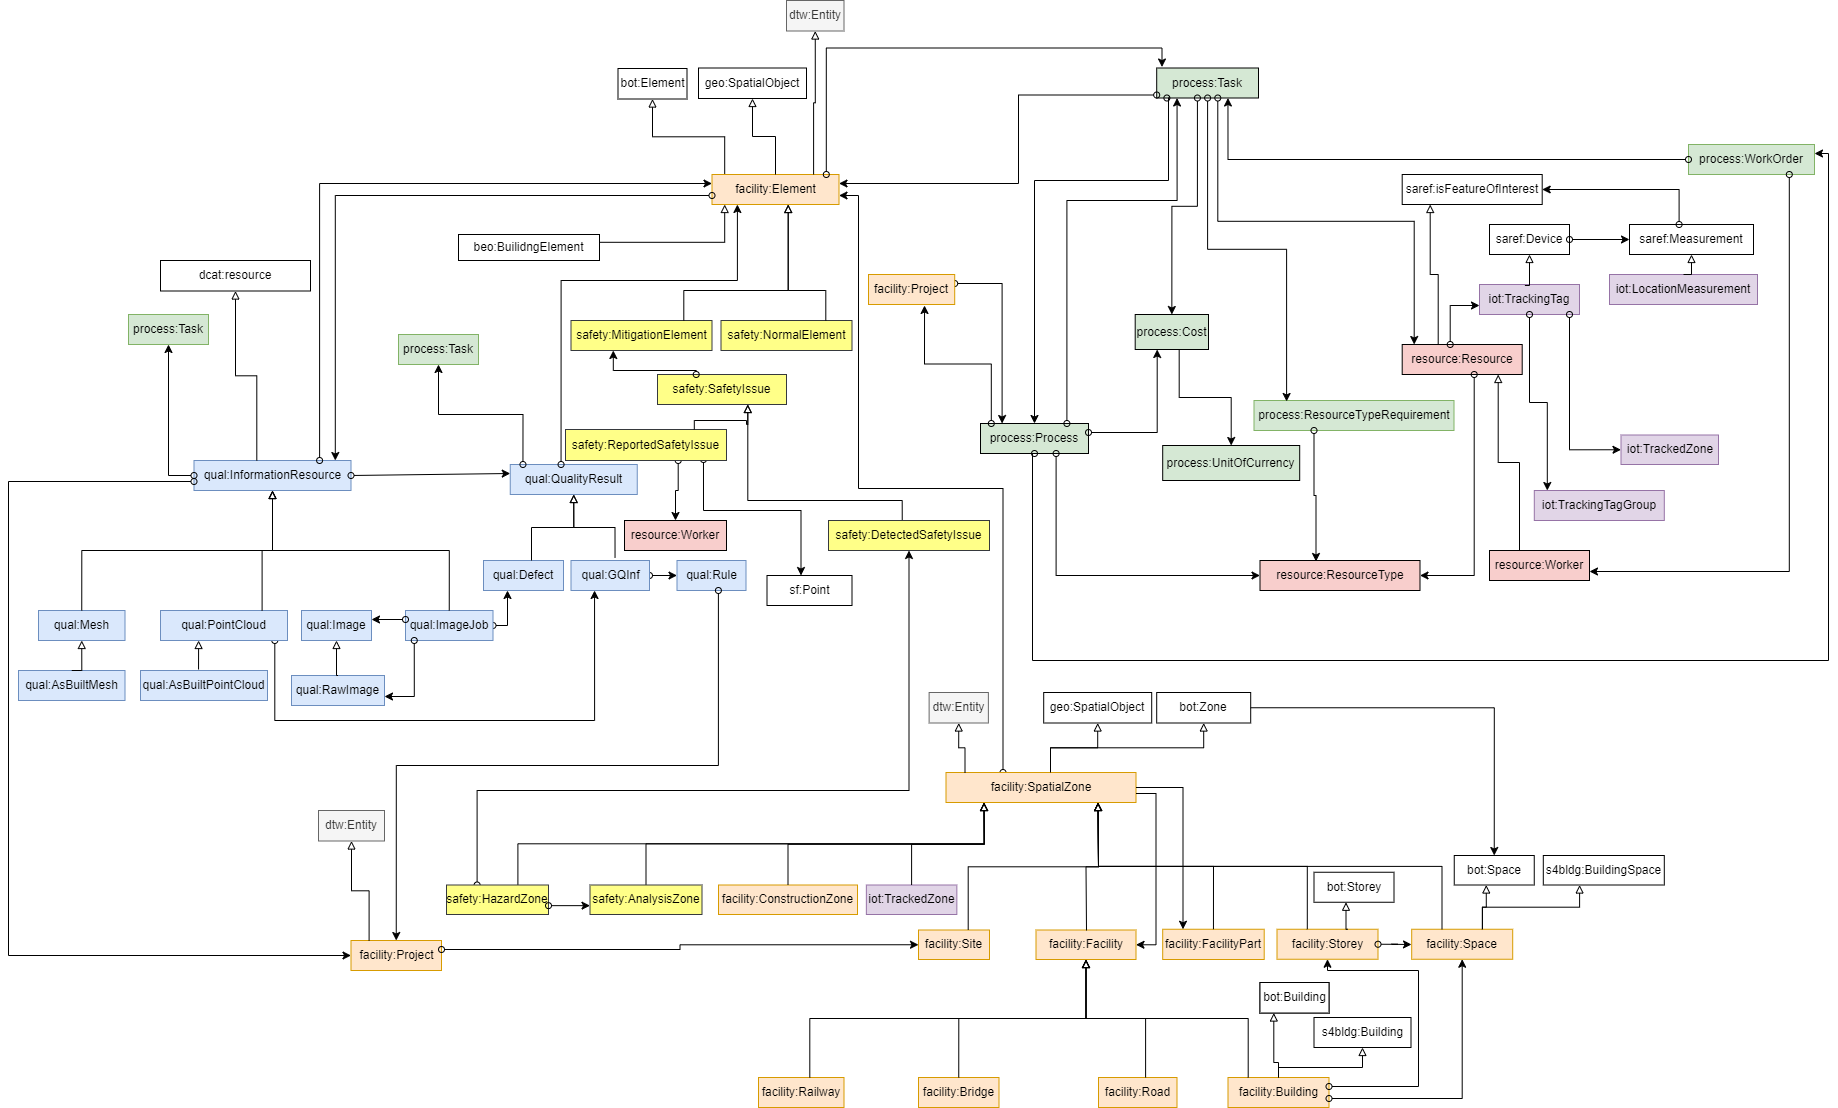 dtw:Entity
bot:Element
geo:SpatialObject
process:Task
process:WorkOrder
facility:Element
saref:isFeatureOfInterest
beo:BuilidngElement
saref:Device
saref:Measurement
dcat:resource
facility:Project
iot:TrackingTag
iot:LocationMeasurement
process:Task
process:Task
safety:MitigationElement
safety:NormalElement
process:Cost
resource:Resource
safety:SafetyIssue
process:ResourceTypeRequirement
safety:ReportedSafetyIssue
process:Process
process:UnitOfCurrency
iot:TrackedZone
qual:InformationResource
qual:QualityResult
iot:TrackingTagGroup
resource:Worker
safety:DetectedSafetyIssue
qual:Defect
qual:GQInf
qual:Rule
sf:Point
resource:ResourceType
resource:Worker
qual:Mesh
qual:PointCloud
qual:Image
qual:ImageJob
qual:AsBuiltMesh
qual:AsBuiltPointCloud
qual:RawImage
dtw:Entity
geo:SpatialObject
bot:Zone
facility:SpatialZone
dtw:Entity
bot:Space
s4bldg:BuildingSpace
bot:Storey
safety:HazardZone
safety:AnalysisZone
facility:ConstructionZone
iot:TrackedZone
facility:Project
facility:Site
facility:Facility
facility:FacilityPart
facility:Storey
facility:Space
bot:Building
s4bldg:Building
facility:Railway
facility:Bridge
facility:Road
facility:Building